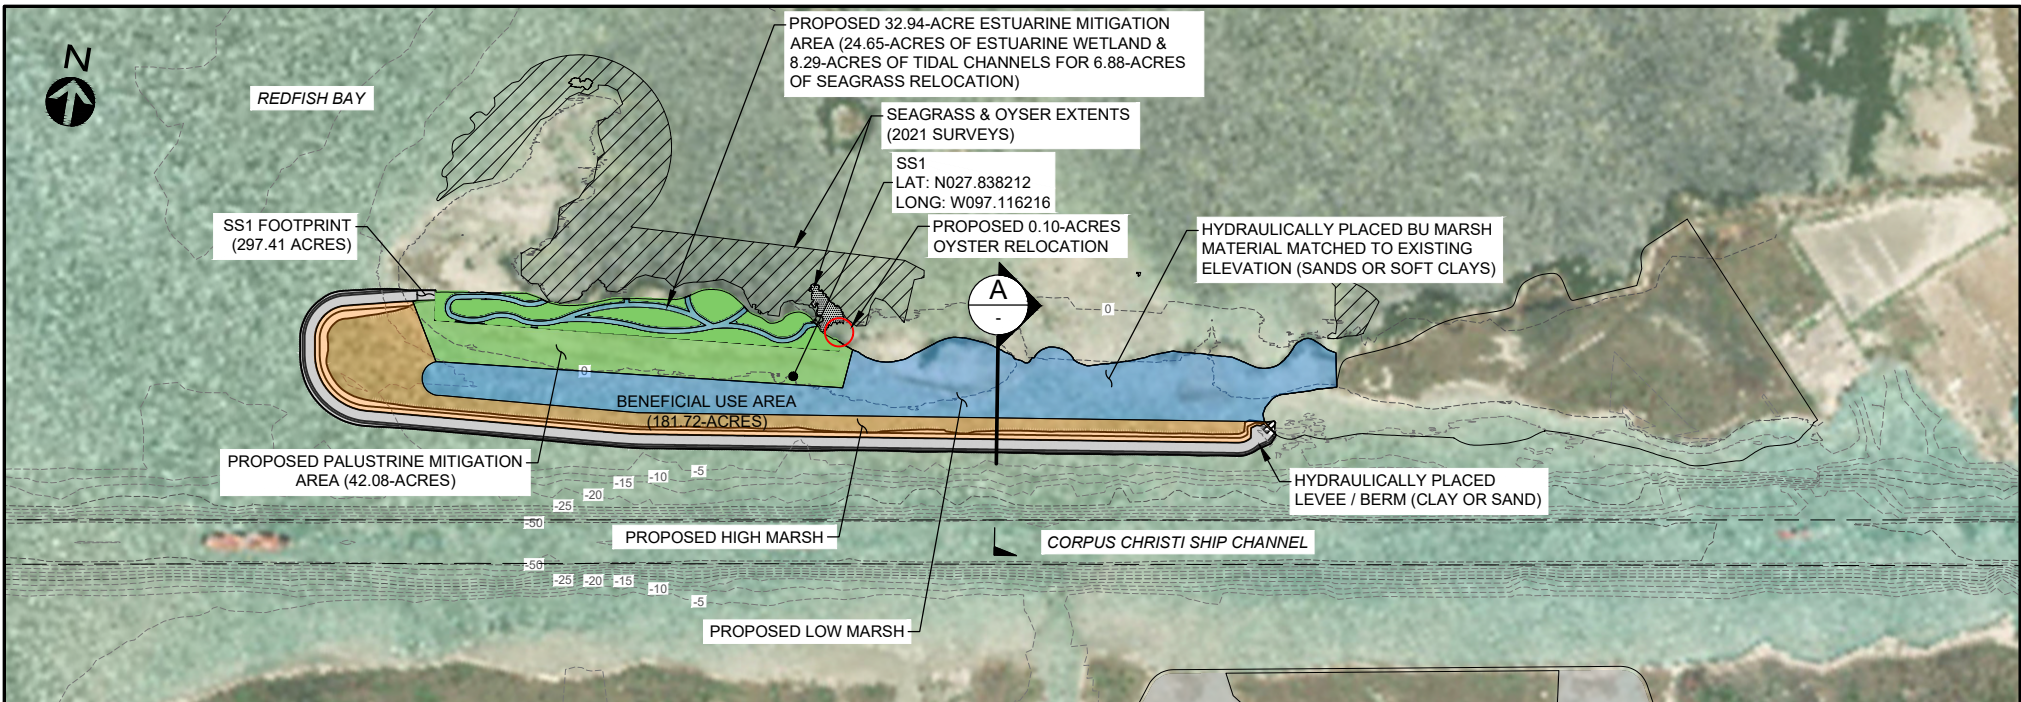 N
REDFISH BAY
PROPOSED 32.94-ACRE ESTUARINE MITIGATION
AREA (24.65-ACRES OF ESTUARINE WETLAND &
8.29-ACRES OF TIDAL CHANNELS FOR 6.88-ACRES
OF SEAGRASS RELOCATION)
SEAGRASS & OYSER EXTENTS
(2021 SURVEYS)
SS1
LAT: N027.838212
LONG: W097.116216
SS1 FOOTPRINT
(297.41 ACRES)
PROPOSED 0.10-ACRES
OYSTER RELOCATION
HYDRAULICALLY PLACED BU MARSH
MATERIAL MATCHED TO EXISTING
ELEVATION (SANDS OR SOFT CLAYS)
A
-
0
0
BENEFICIAL USE AREA
(181.72-ACRES)
PROPOSED PALUSTRINE MITIGATION
AREA (42.08-ACRES)
HYDRAULICALLY PLACED
LEVEE / BERM (CLAY OR SAND)
-5
-10
-15
-20
-25
-50
PROPOSED HIGH MARSH
CORPUS CHRISTI SHIP CHANNEL
-50
-25
-20
-15
-10
-5
PROPOSED LOW MARSH